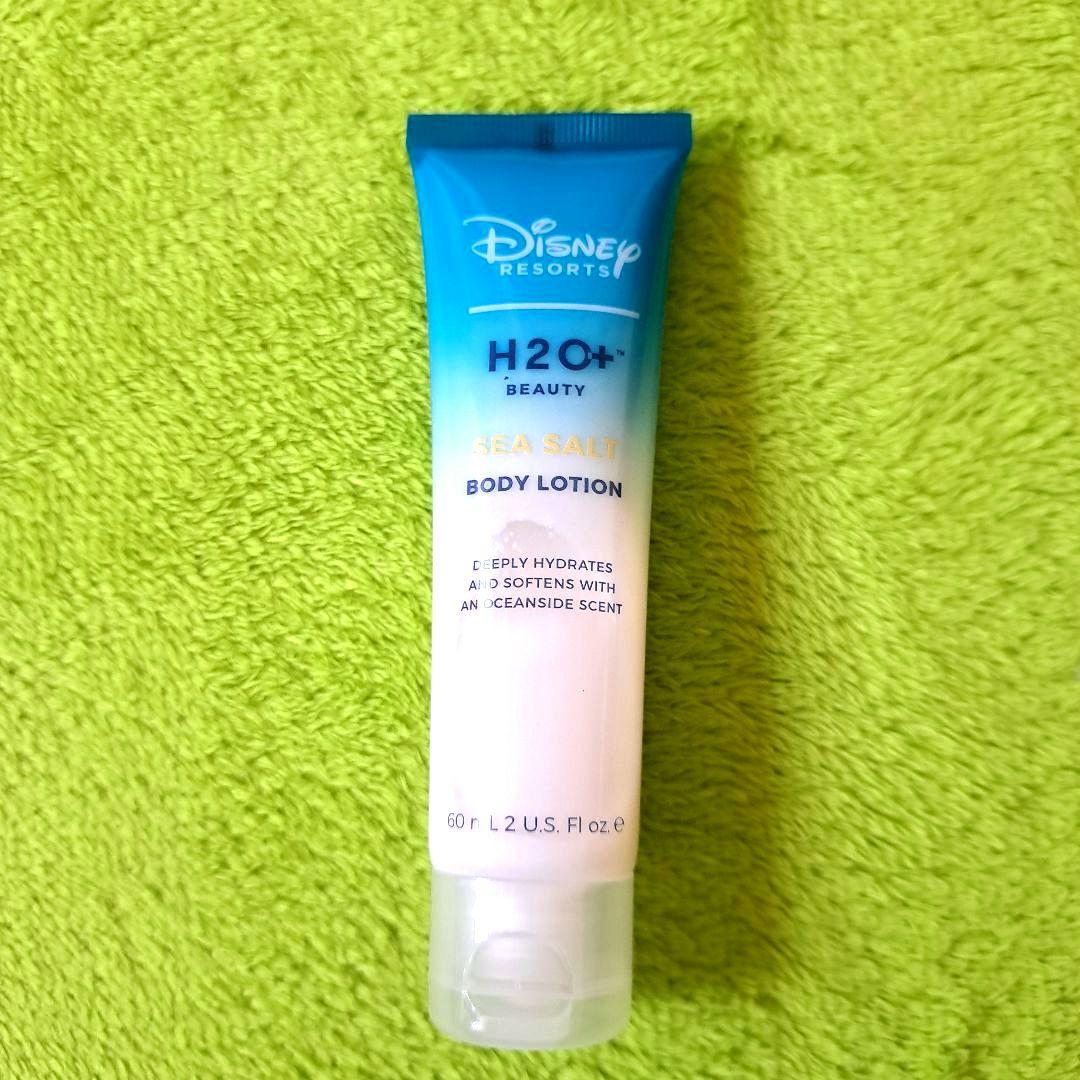 Disney
RESORTS
H2O+™
BEAUTY
SEA SALT
BODY LOTION
DEEPLY HYDRATES
AND SOFTENS WITH
AN OCEANSIDE SCENT
60 mL 2 U.S. Fl oz. ℮